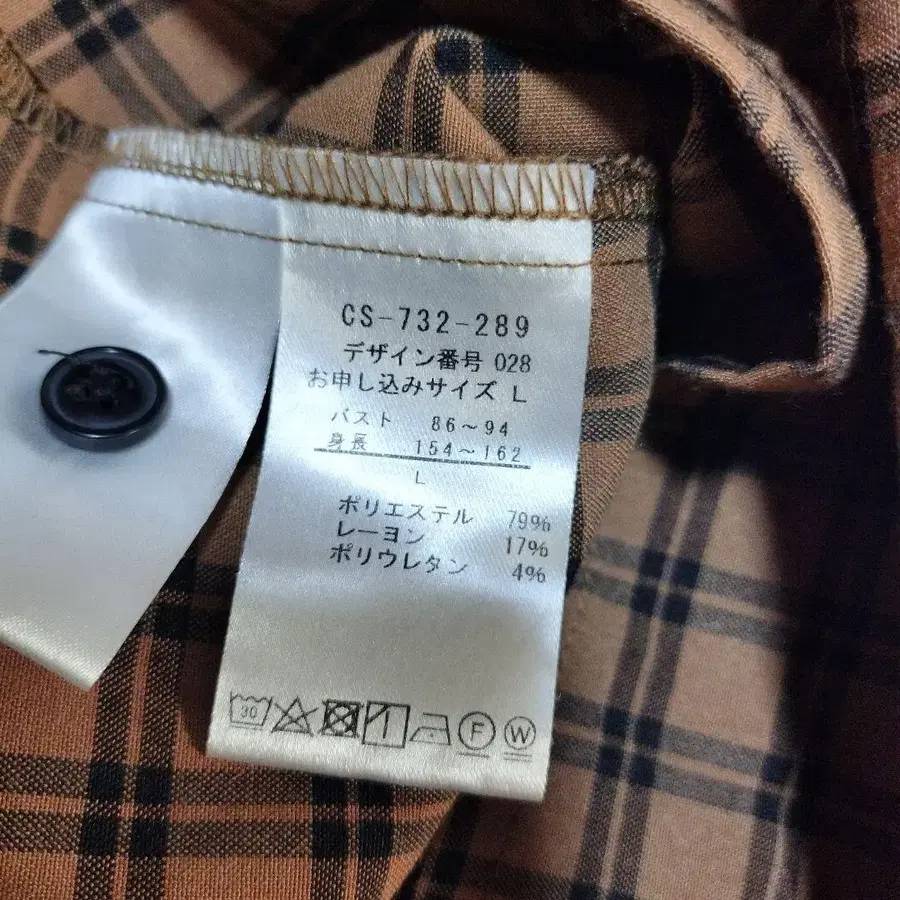 CS-732-289
デザイン番号 028
お申し込みサイズ L
バスト 86～94
身長 154～162
L
ポリエステル 79%
レーヨン 17%
ポリウレタン 4%
30 F W